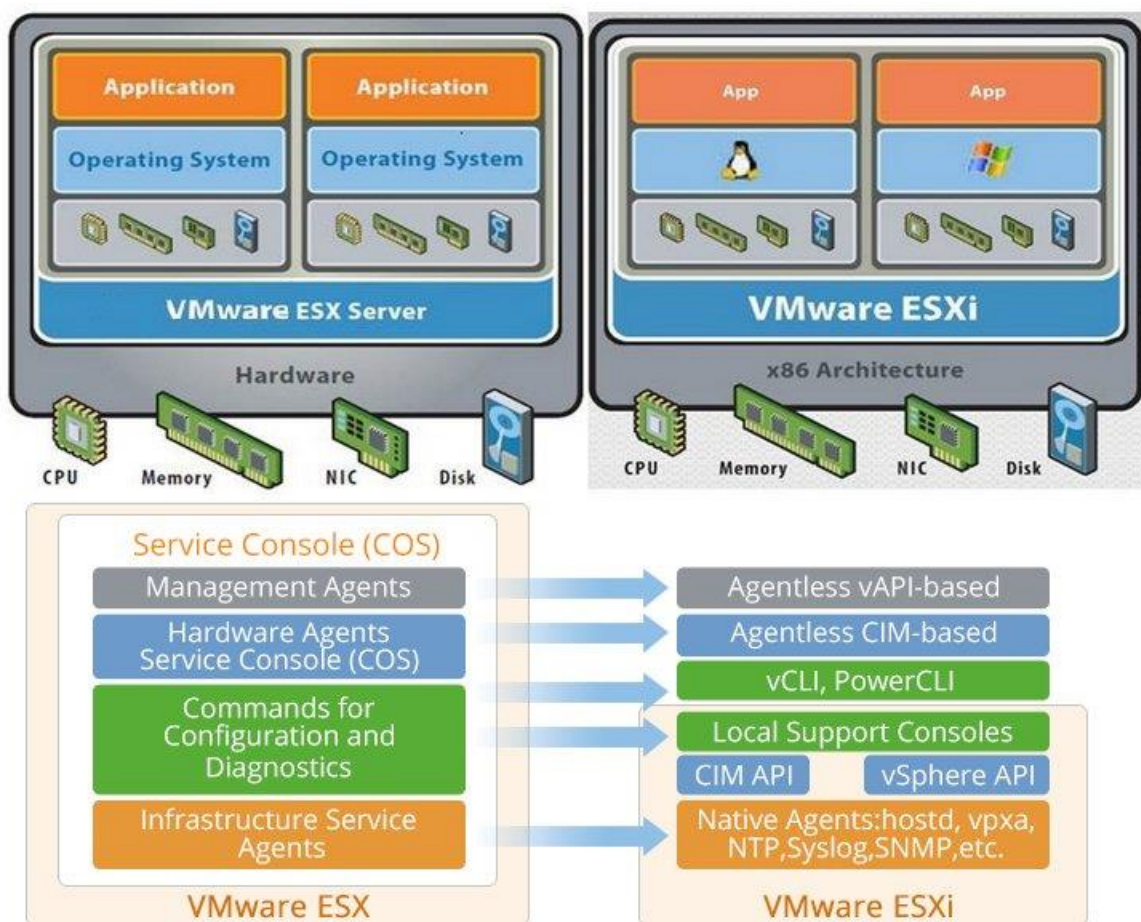 Application
Application
Operating System
Operating System
VMware ESX Server
Hardware
CPU
Memory
NIC
Disk
App
App
VMware ESXi
x86 Architecture
CPU
Memory
NIC
Disk
Service Console (COS)
Management Agents
Hardware Agents
Service Console (COS)
Commands for
Configuration and
Diagnostics
Infrastructure Service
Agents
VMware ESX
Agentless vAPI-based
Agentless CIM-based
vCLI, PowerCLI
Local Support Consoles
CIM API
vSphere API
Native Agents:hostd, vpxa,
NTP,Syslog,SNMP,etc.
VMware ESXi